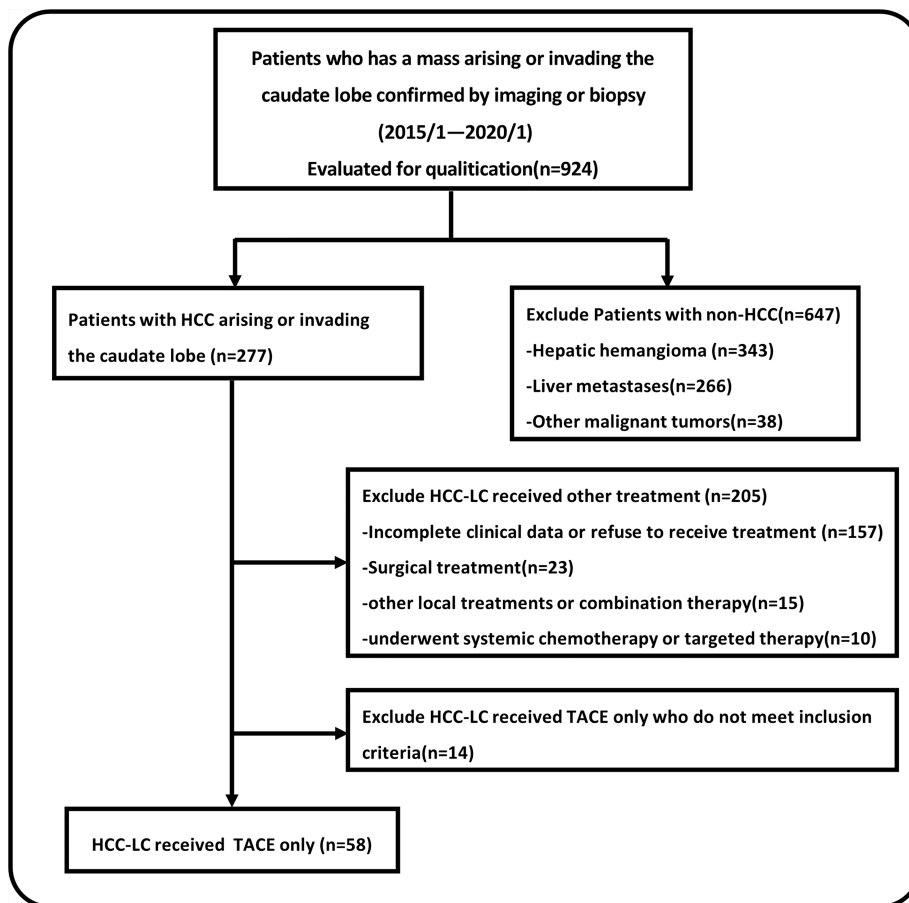 Patients who has a mass arising or invading the
caudate lobe confirmed by imaging or biopsy
(2015/1—2020/1)
Evaluated for qualitication(n=924)
Patients with HCC arising or invading
the caudate lobe (n=277)
Exclude Patients with non-HCC(n=647)
-Hepatic hemangioma (n=343)
-Liver metastases(n=266)
-Other malignant tumors(n=38)
Exclude HCC-LC received other treatment (n=205)
-Incomplete clinical data or refuse to receive treatment (n=157)
-Surgical treatment(n=23)
-other local treatments or combination therapy(n=15)
-underwent systemic chemotherapy or targeted therapy(n=10)
Exclude HCC-LC received TACE only who do not meet inclusion
criteria(n=14)
HCC-LC received TACE only (n=58)